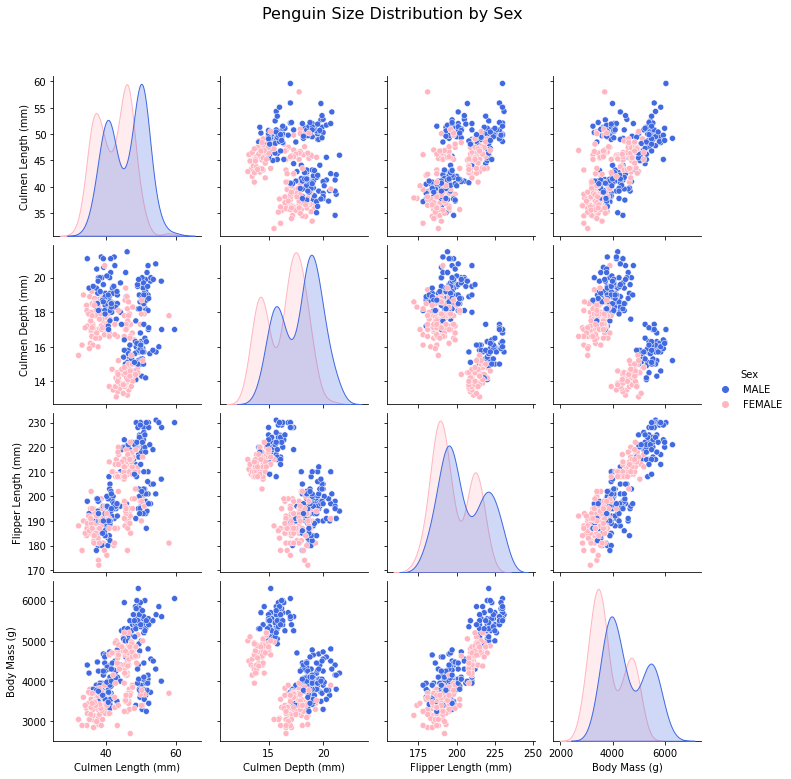 Penguin Size Distribution by Sex
Culmen Length (mm)
60
55
50
45
40
35
Culmen Depth (mm)
20
18
16
14
Sex
MALE
FEMALE
Flipper Length (mm)
230
220
210
200
190
180
170
Body Mass (g)
6000
5000
4000
3000
40 60
15 20
175 200 225 250
2000 4000 6000
Culmen Length (mm) Culmen Depth (mm) Flipper Length (mm) Body Mass (g)